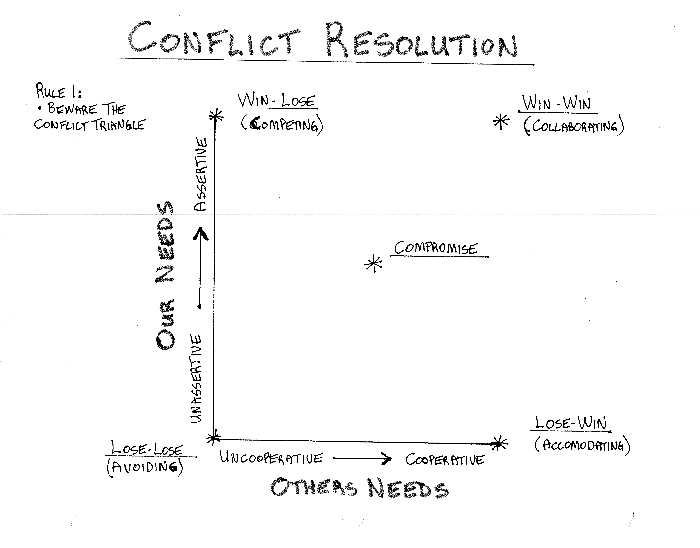 CONFLICT RESOLUTION
RULE 1:
• BEWARE THE
CONFLICT TRIANGLE
WIN-LOSE
(COMPETING)
WIN-WIN
(COLLABORATING)
ASSERTIVE
OUR NEEDS
COMPROMISE
UNASSERTIVE
LOSE-LOSE
(AVOIDING)
LOSE-WIN
(ACCOMODATING)
UNCOOPERATIVE → COOPERATIVE
OTHERS NEEDS